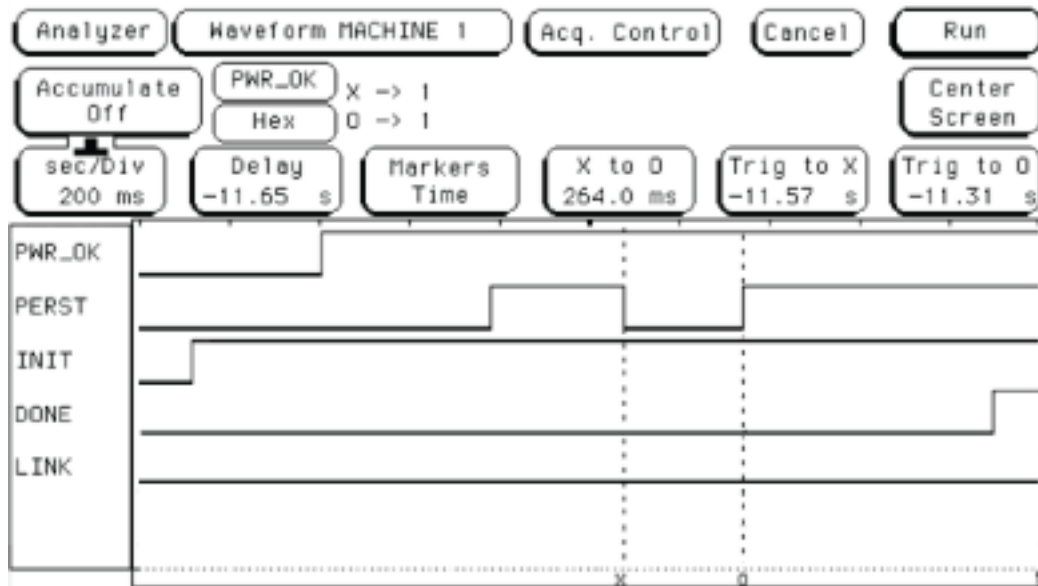 Analyzer Waveform MACHINE 1 Acq. Control Cancel Run
Accumulate Off PWR_OK X -> 1 Center Screen
Hex O -> 1
sec/Div Delay Markers X to O Trig to X Trig to O
200 ms -11.65 s Time 264.0 ms -11.57 s -11.31 s
PWR_OK
PERST
INIT
DONE
LINK
X O